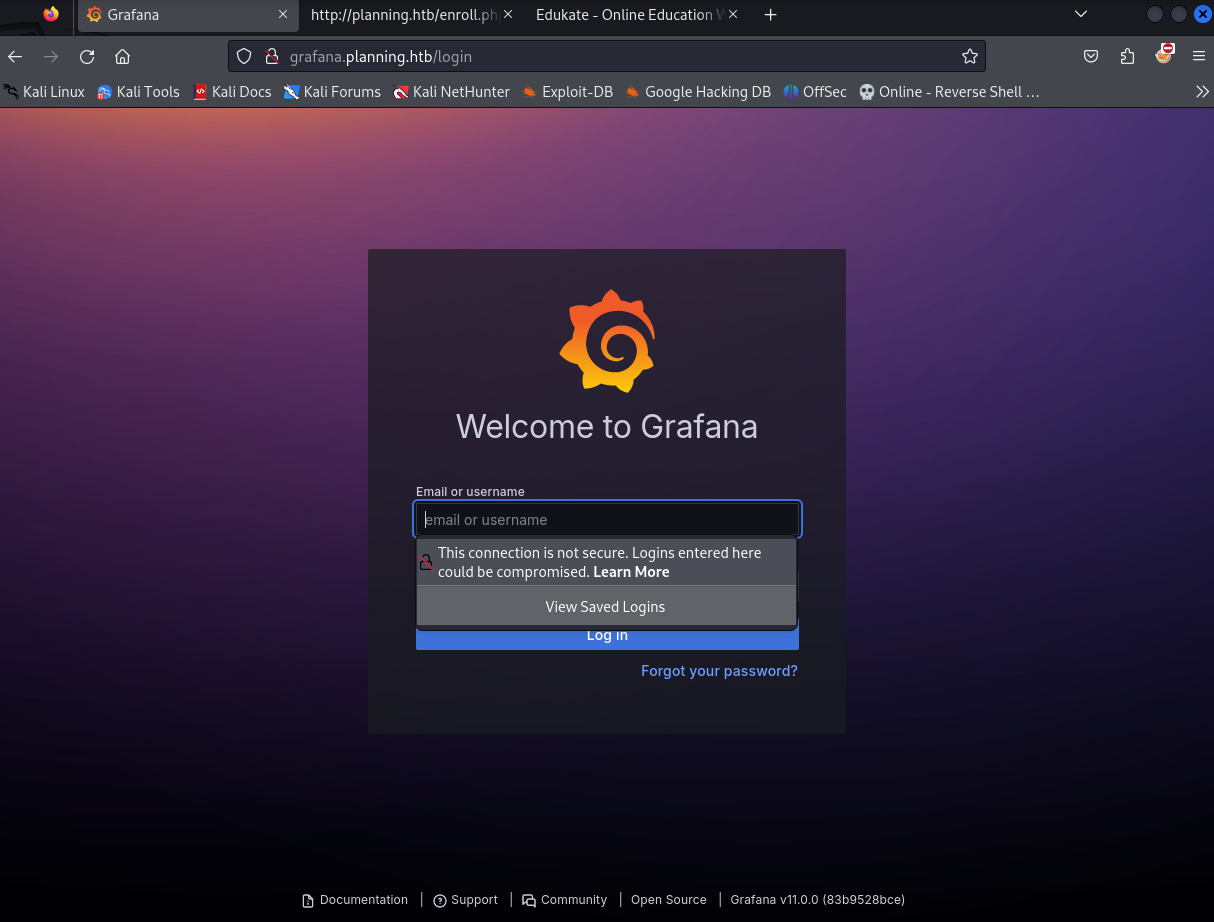 Grafana
http://planning.htb/enroll.ph
Edukate - Online Education W
grafana.planning.htb/login
Kali Linux Kali Tools Kali Docs Kali Forums Kali NetHunter Exploit-DB Google Hacking DB OffSec Online - Reverse Shell …
Welcome to Grafana
Email or username
email or username
This connection is not secure. Logins entered here
could be compromised. Learn More
View Saved Logins
Log in
Forgot your password?
Documentation | Support | Community | Open Source | Grafana v11.0.0 (83b9528bce)